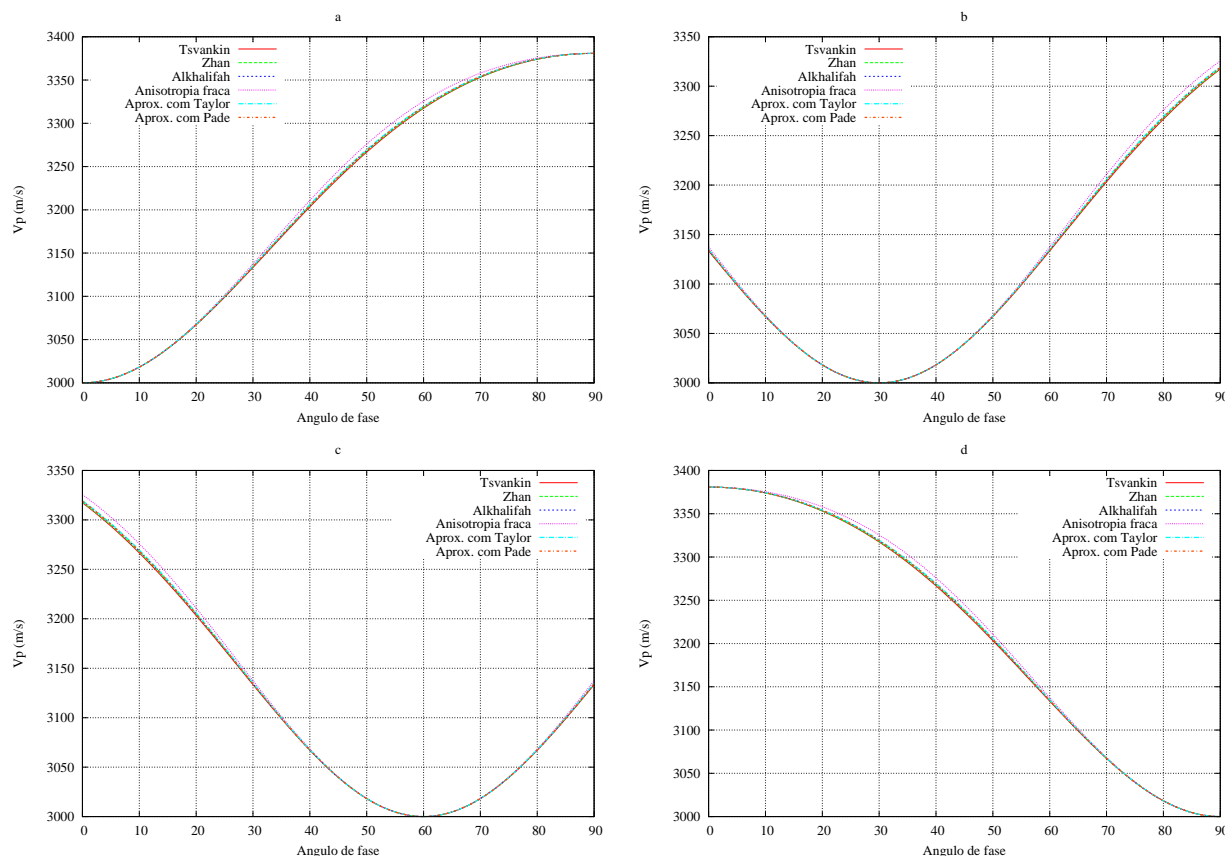 a
3400
3350
3300
3250
3200
3150
3100
3050
3000
Vp (m/s)
Tsvankin
Zhan
Alkhalifah
Anisotropia fraca
Aprox. com Taylor
Aprox. com Pade
0 10 20 30 40 50 60 70 80 90
Angulo de fase
b
3350
3300
3250
3200
3150
3100
3050
3000
Vp (m/s)
Tsvankin
Zhan
Alkhalifah
Anisotropia fraca
Aprox. com Taylor
Aprox. com Pade
0 10 20 30 40 50 60 70 80 90
Angulo de fase
c
3350
3300
3250
3200
3150
3100
3050
3000
Vp (m/s)
Tsvankin
Zhan
Alkhalifah
Anisotropia fraca
Aprox. com Taylor
Aprox. com Pade
0 10 20 30 40 50 60 70 80 90
Angulo de fase
d
3400
3350
3300
3250
3200
3150
3100
3050
3000
Vp (m/s)
Tsvankin
Zhan
Alkhalifah
Anisotropia fraca
Aprox. com Taylor
Aprox. com Pade
0 10 20 30 40 50 60 70 80 90
Angulo de fase